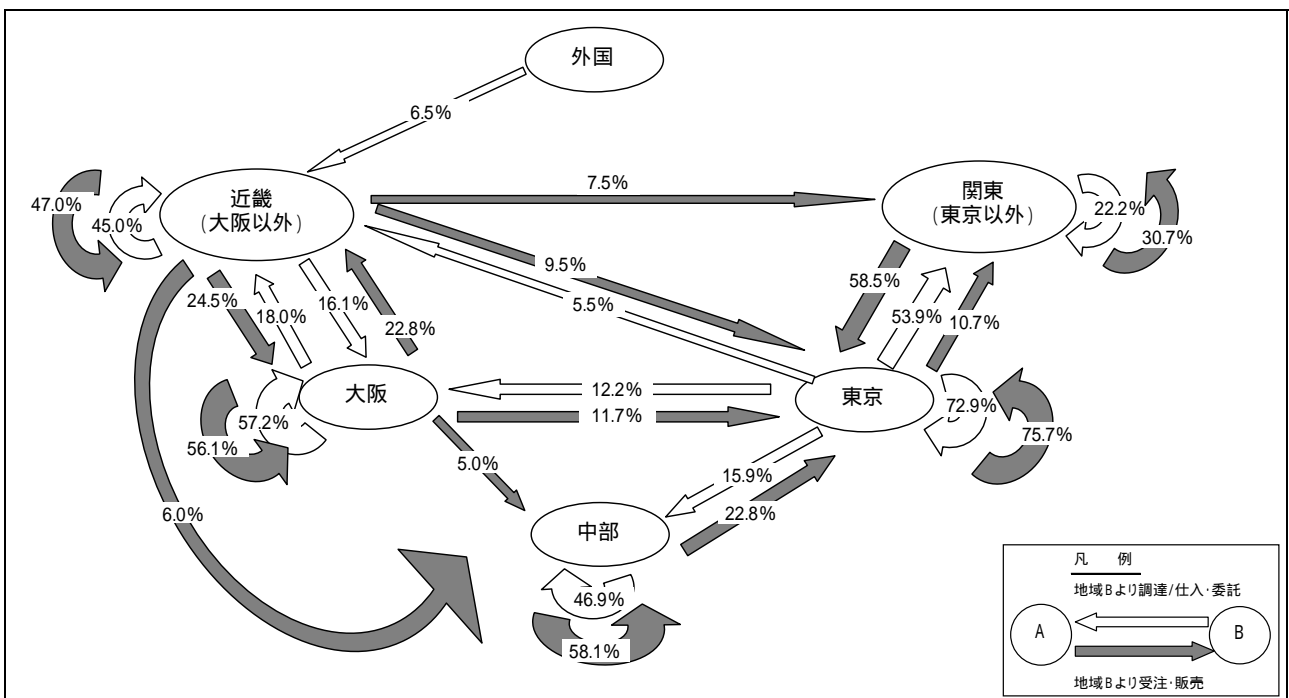 外国
6.5%
近畿
(大阪以外)
47.0%
45.0%
7.5%
関東
(東京以外)
22.2%
30.7%
9.5%
5.5%
24.5%
18.0%
16.1%
22.8%
58.5%
53.9%
10.7%
大阪
57.2%
56.1%
12.2%
11.7%
東京
72.9%
75.7%
5.0%
15.9%
22.8%
6.0%
中部
46.9%
58.1%
凡 例
地域Bより調達/仕入・委託
A
B
地域Bより受注・販売